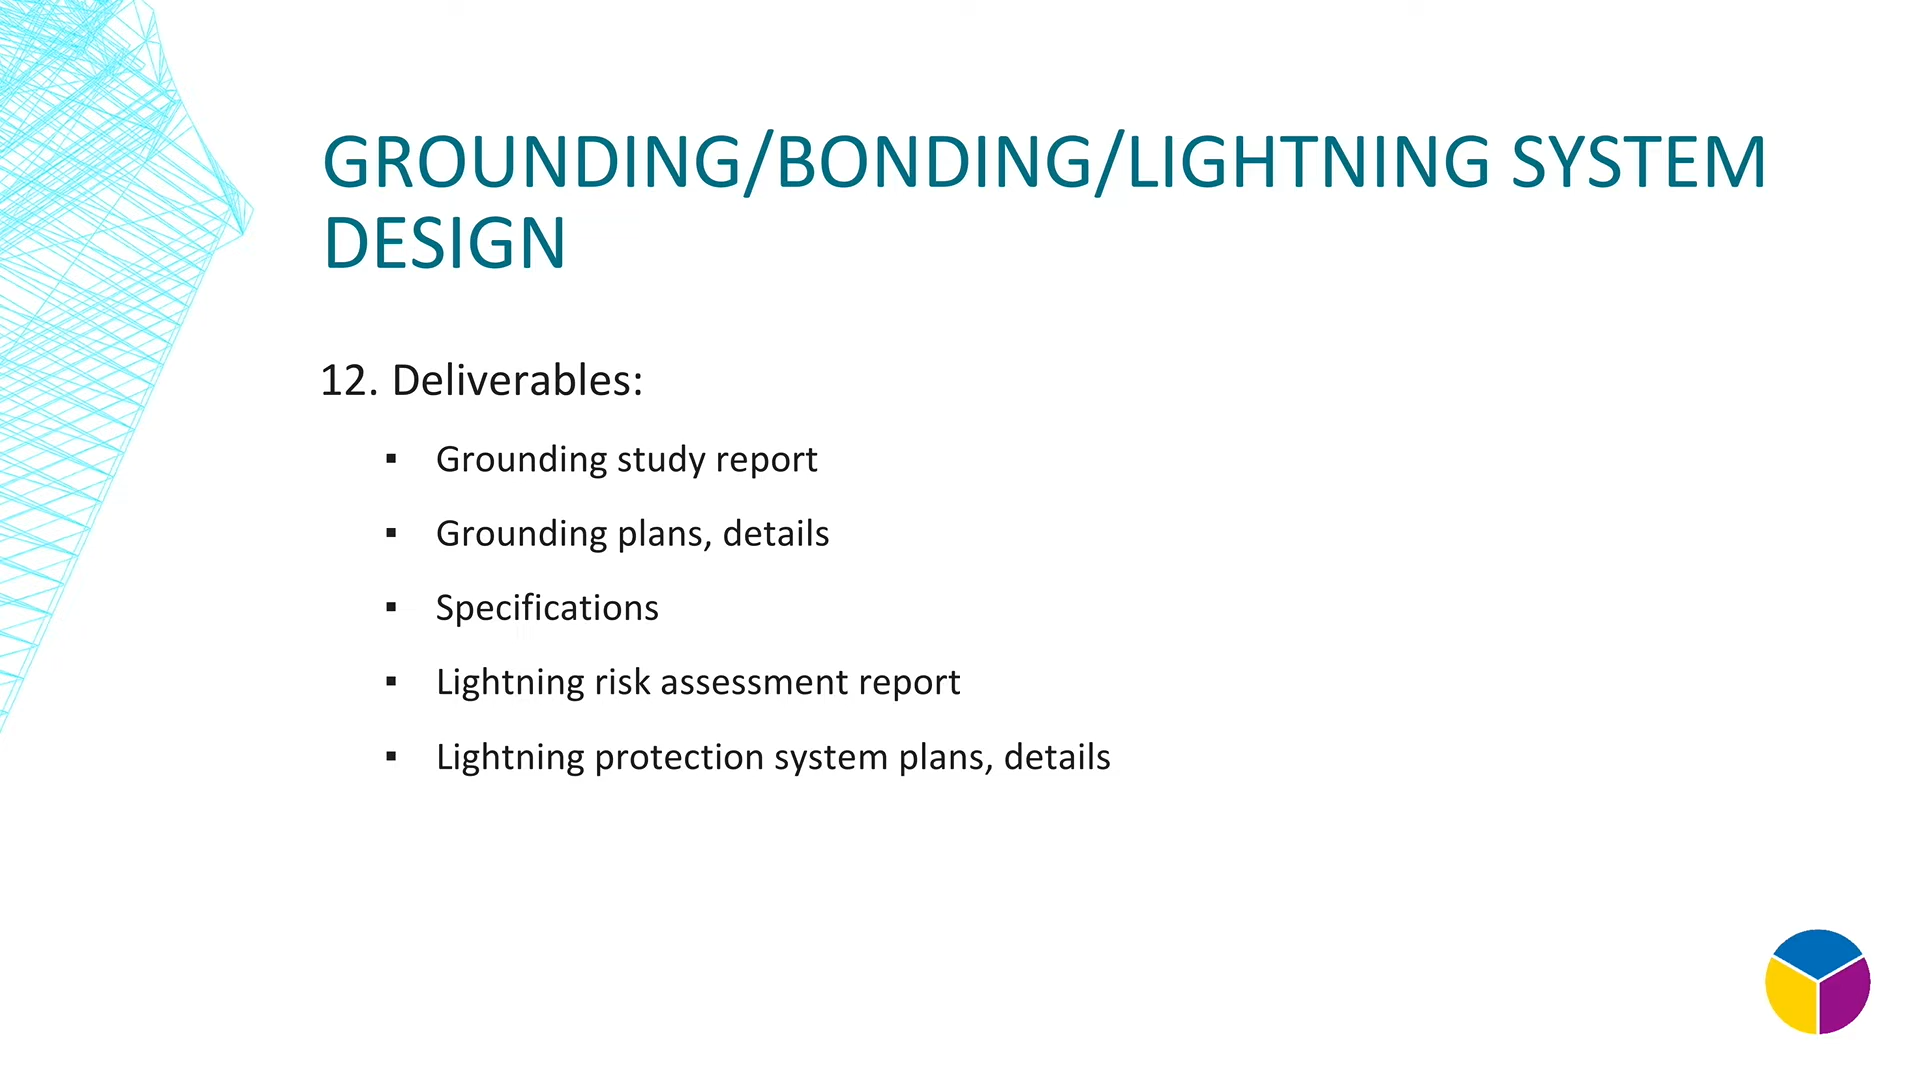 GROUNDING/BONDING/LIGHTNING SYSTEM
DESIGN
12. Deliverables:
▪ Grounding study report
▪ Grounding plans, details
▪ Specifications
▪ Lightning risk assessment report
▪ Lightning protection system plans, details